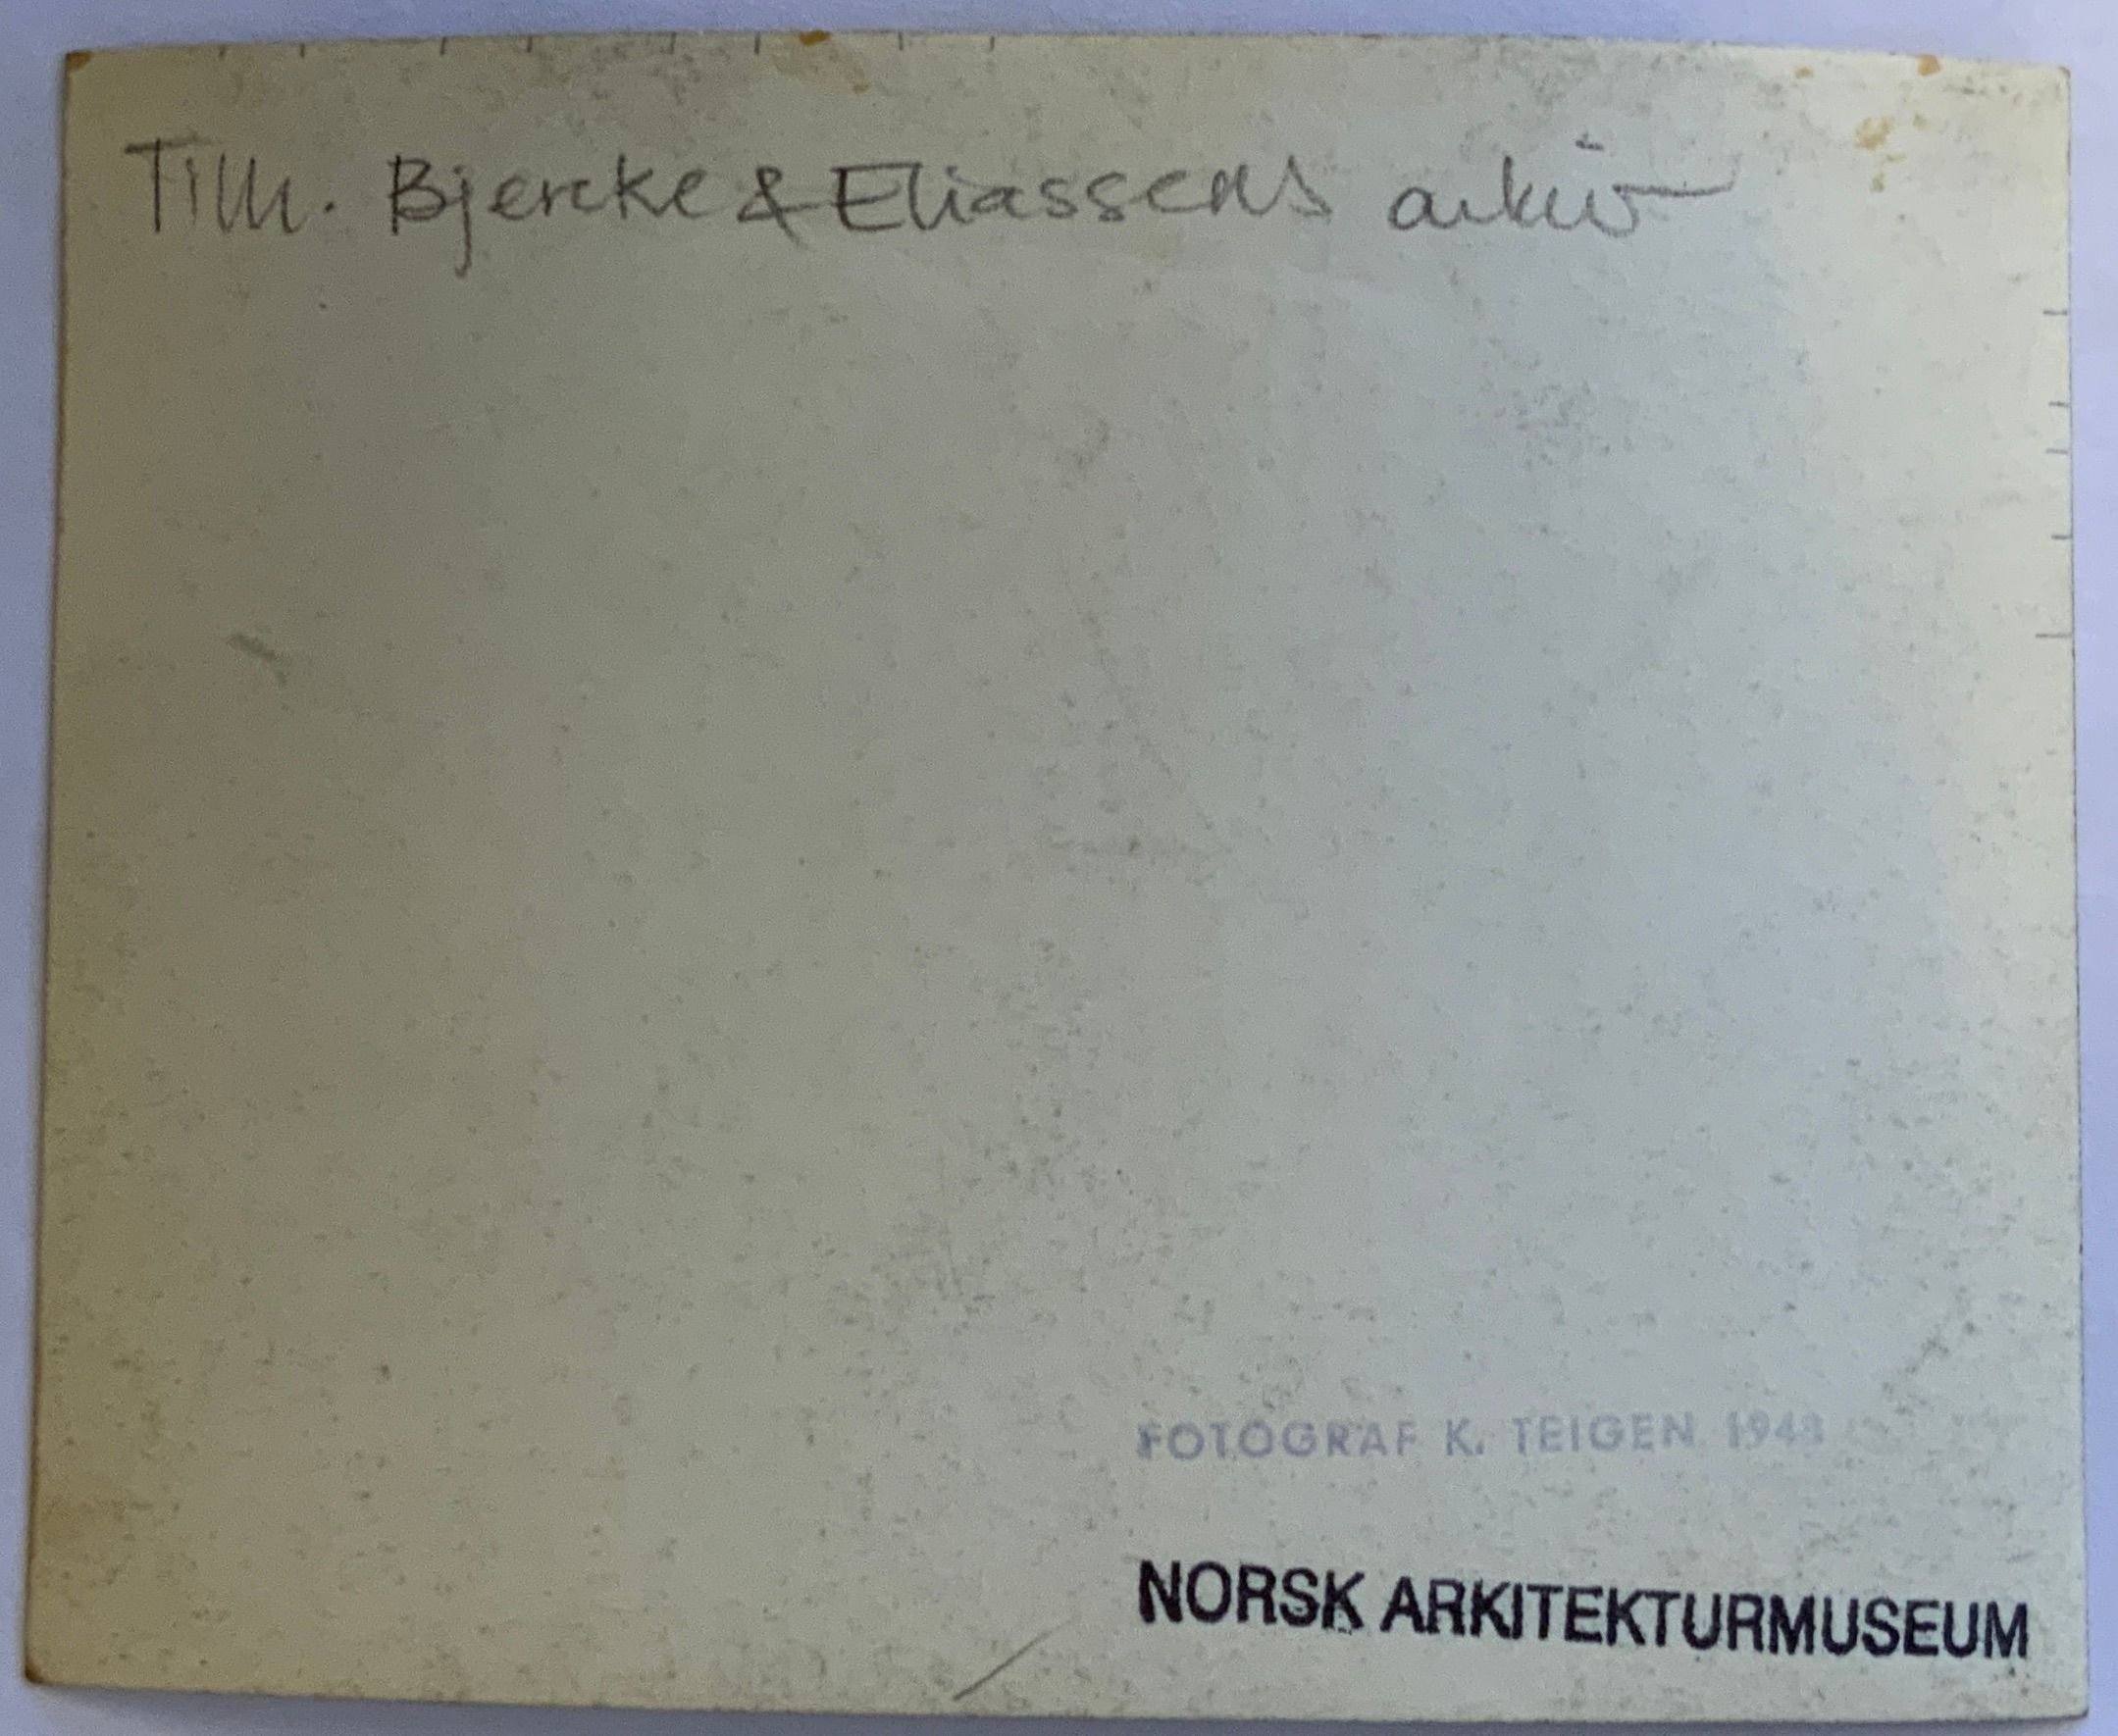 Tilh. Bjercke & Eliassens arkiv
FOTOGRAF K. TEIGEN 1948
NORSK ARKITEKTURMUSEUM